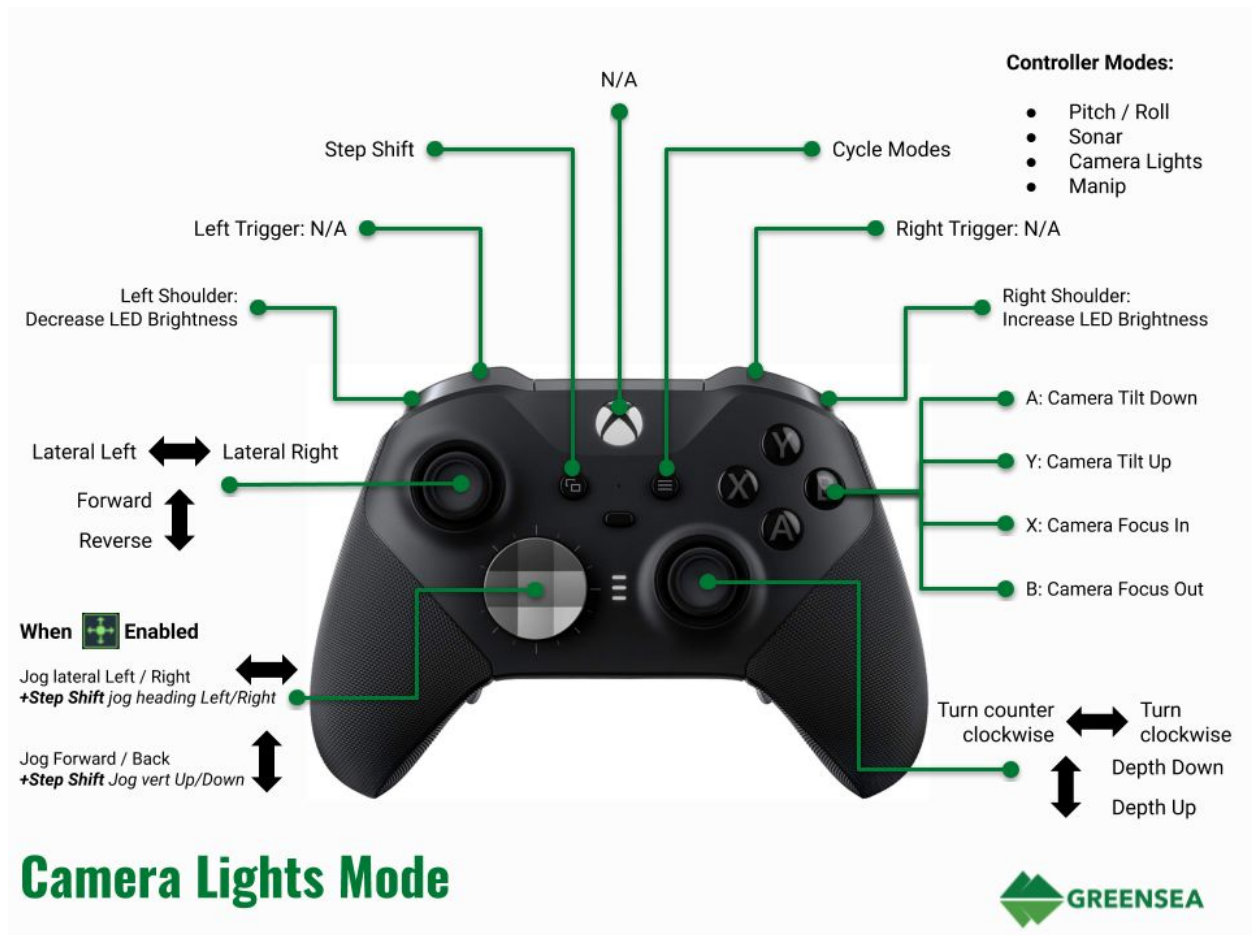 N/A
Controller Modes:
● Pitch / Roll
● Sonar
● Camera Lights
● Manip
Step Shift
Cycle Modes
Left Trigger: N/A
Right Trigger: N/A
Left Shoulder:
Decrease LED Brightness
Right Shoulder:
Increase LED Brightness
A: Camera Tilt Down
Y: Camera Tilt Up
X: Camera Focus In
B: Camera Focus Out
Lateral Left
Lateral Right
Forward
Reverse
Y
X
B
A
When Enabled
Jog lateral Left / Right
+Step Shift jog heading Left/Right
Jog Forward / Back
+Step Shift Jog vert Up/Down
Turn counter
clockwise
Turn
clockwise
Depth Down
Depth Up
Camera Lights Mode
GREENSEA